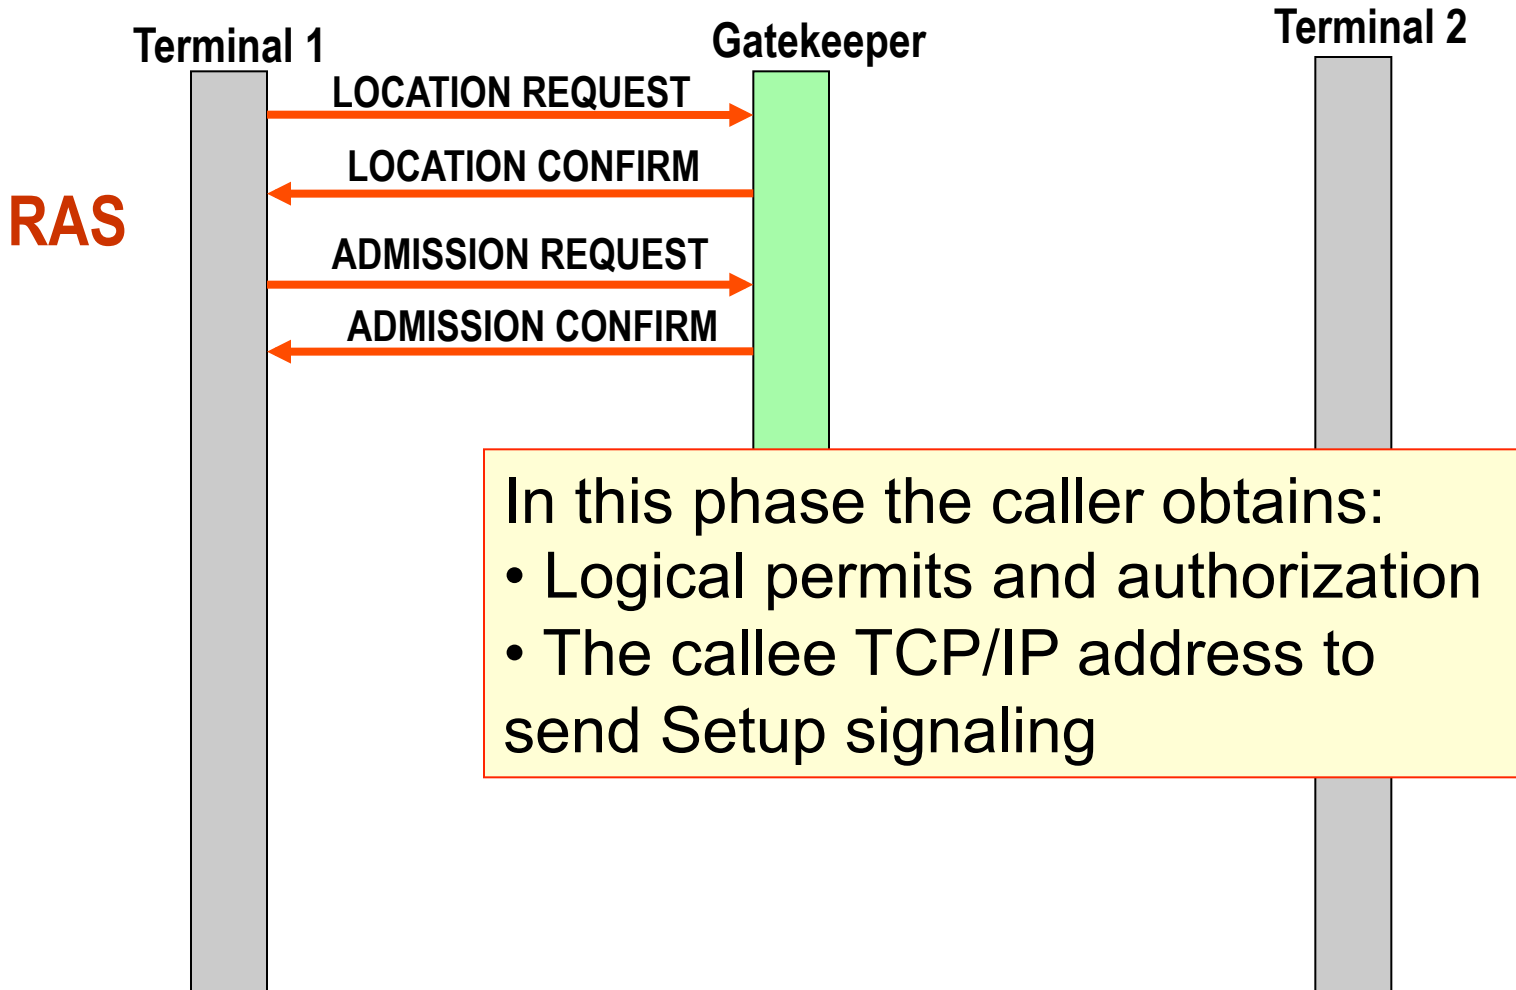 Terminal 1
Gatekeeper
Terminal 2
LOCATION REQUEST
LOCATION CONFIRM
RAS
ADMISSION REQUEST
ADMISSION CONFIRM
In this phase the caller obtains:
• Logical permits and authorization
• The callee TCP/IP address to
send Setup signaling